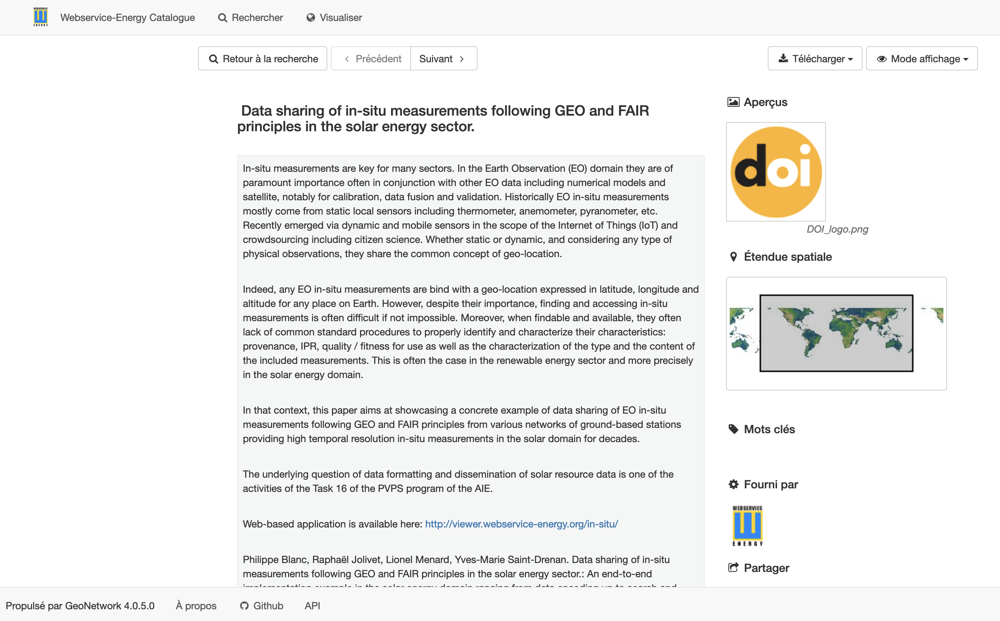 WEBSERVICE
ENERGY
Webservice-Energy Catalogue
Rechercher
Visualiser
Retour à la recherche
Précédent
Suivant
Télécharger
Mode affichage
Data sharing of in-situ measurements following GEO and FAIR
principles in the solar energy sector.
In-situ measurements are key for many sectors. In the Earth Observation (EO) domain they are of
paramount importance often in conjunction with other EO data including numerical models and
satellite, notably for calibration, data fusion and validation. Historically EO in-situ measurements
mostly come from static local sensors including thermometer, anemometer, pyranometer, etc.
Recently emerged via dynamic and mobile sensors in the scope of the Internet of Things (IoT) and
crowdsourcing including citizen science. Whether static or dynamic, and considering any type of
physical observations, they share the common concept of geo-location.
Indeed, any EO in-situ measurements are bind with a geo-location expressed in latitude, longitude and
altitude for any place on Earth. However, despite their importance, finding and accessing in-situ
measurements is often difficult if not impossible. Moreover, when findable and available, they often
lack of common standard procedures to properly identify and characterize their characteristics:
provenance, IPR, quality / fitness for use as well as the characterization of the type and the content of
the included measurements. This is often the case in the renewable energy sector and more precisely
in the solar energy domain.
In that context, this paper aims at showcasing a concrete example of data sharing of EO in-situ
measurements following GEO and FAIR principles from various networks of ground-based stations
providing high temporal resolution in-situ measurements in the solar domain for decades.
The underlying question of data formatting and dissemination of solar resource data is one of the
activities of the Task 16 of the PVPS program of the AIE.
Web-based application is available here: http://viewer.webservice-energy.org/in-situ/
Philippe Blanc, Raphaël Jolivet, Lionel Menard, Yves-Marie Saint-Drenan. Data sharing of in-situ
measurements following GEO and FAIR principles in the solar energy sector.: An end-to-end
implementation example in the solar energy domain ranging from data encoding up to search and
Aperçus
doi
DOI_logo.png
Étendue spatiale
Mots clés
Fourni par
WEBSERVICE
ENERGY
Partager
Propulsé par GeoNetwork 4.0.5.0
À propos
Github
API